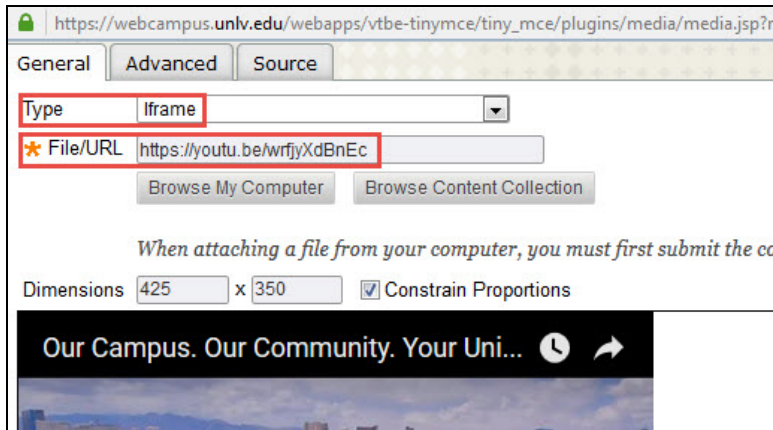 https://webcampus.unlv.edu/webapps/vtbe-tinymce/tiny_mce/plugins/media/media.jsp?
General Advanced Source
Type Iframe
* File/URL https://youtu.be/wrfjyXdBnEc
Browse My Computer Browse Content Collection
When attaching a file from your computer, you must first submit the
Dimensions 425 x 350 Constrain Proportions
Our Campus. Our Community. Your Uni...